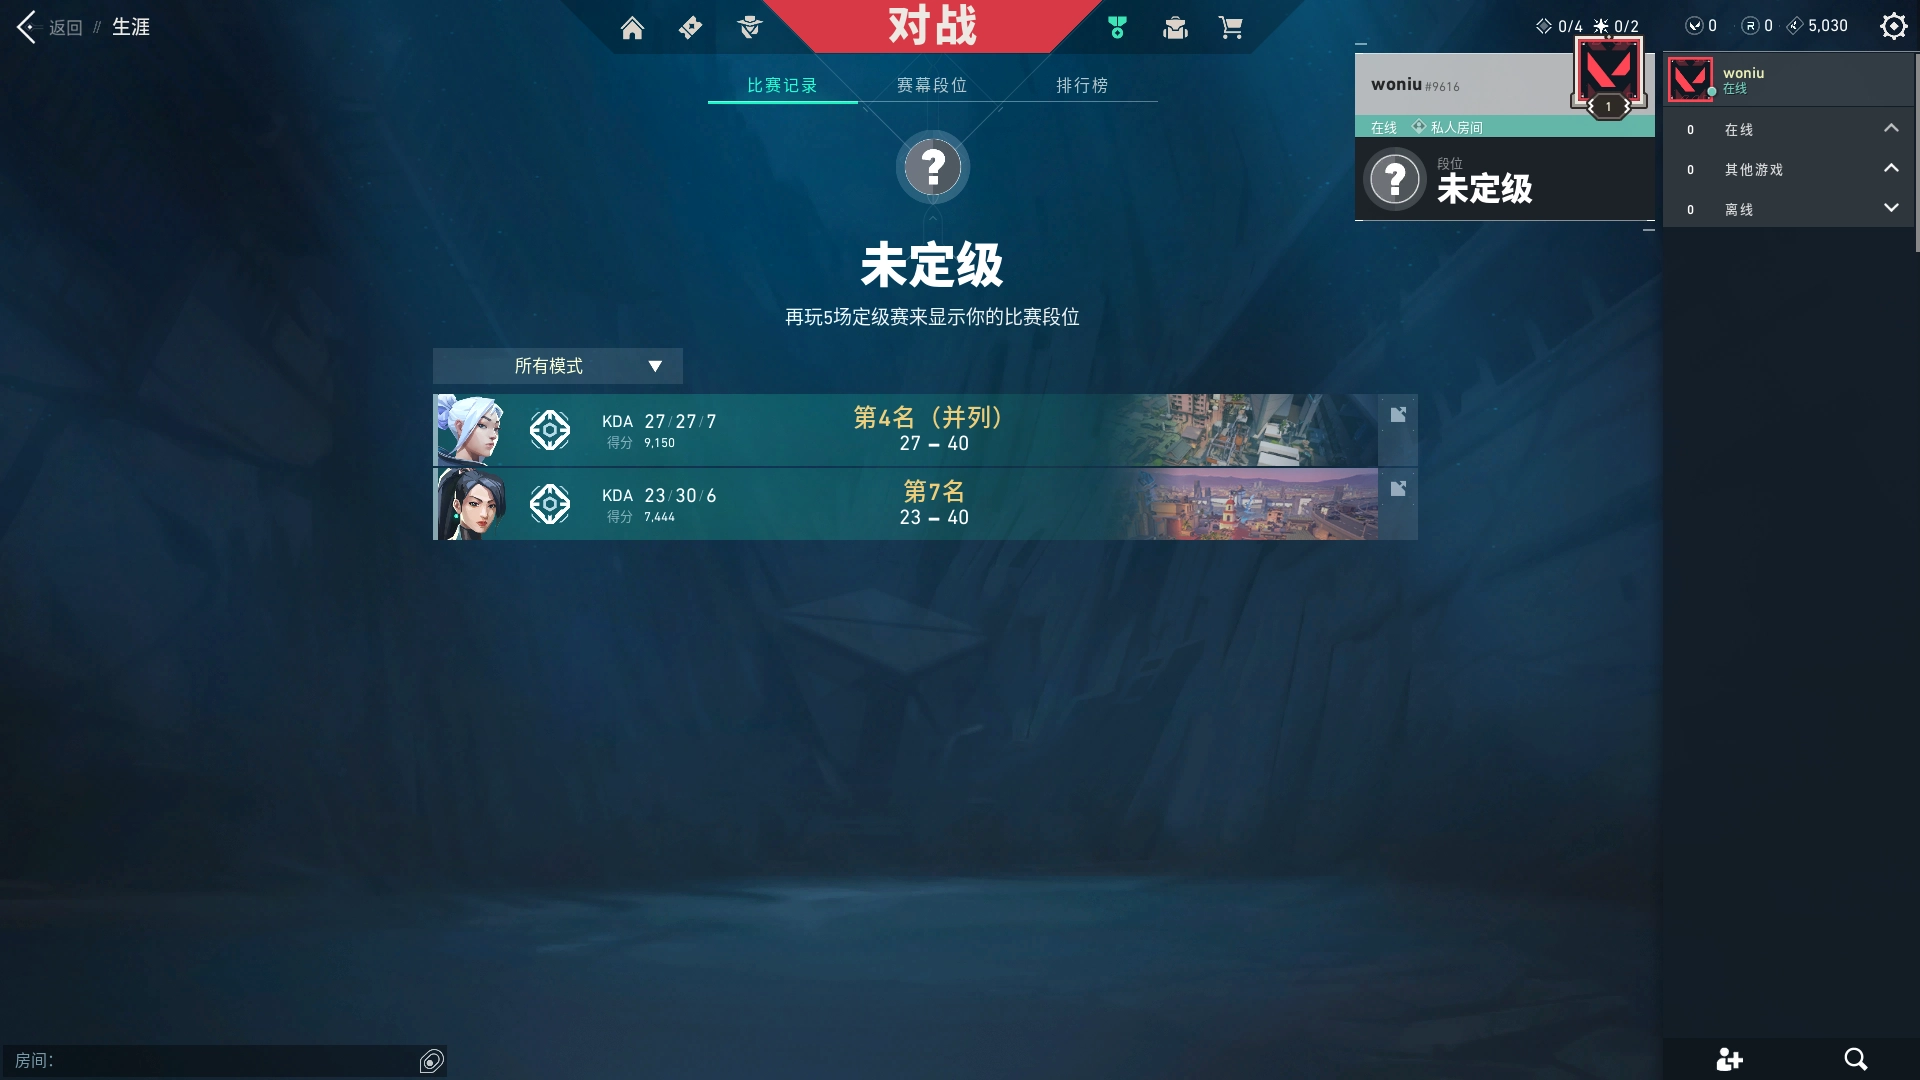 返回 // 生涯
对战
0/4 0/2
0 0 5,030
比赛记录 赛幕段位 排行榜
woniu #9616
1
在线 私人房间
段位
未定级
woniu
在线
0 在线
0 其他游戏
0 离线
未定级
再玩5场定级赛来显示你的比赛段位
所有模式
KDA 27/27/7
得分 9,150
第4名（并列）
27 – 40
KDA 23/30/6
得分 7,444
第7名
23 – 40
房间: